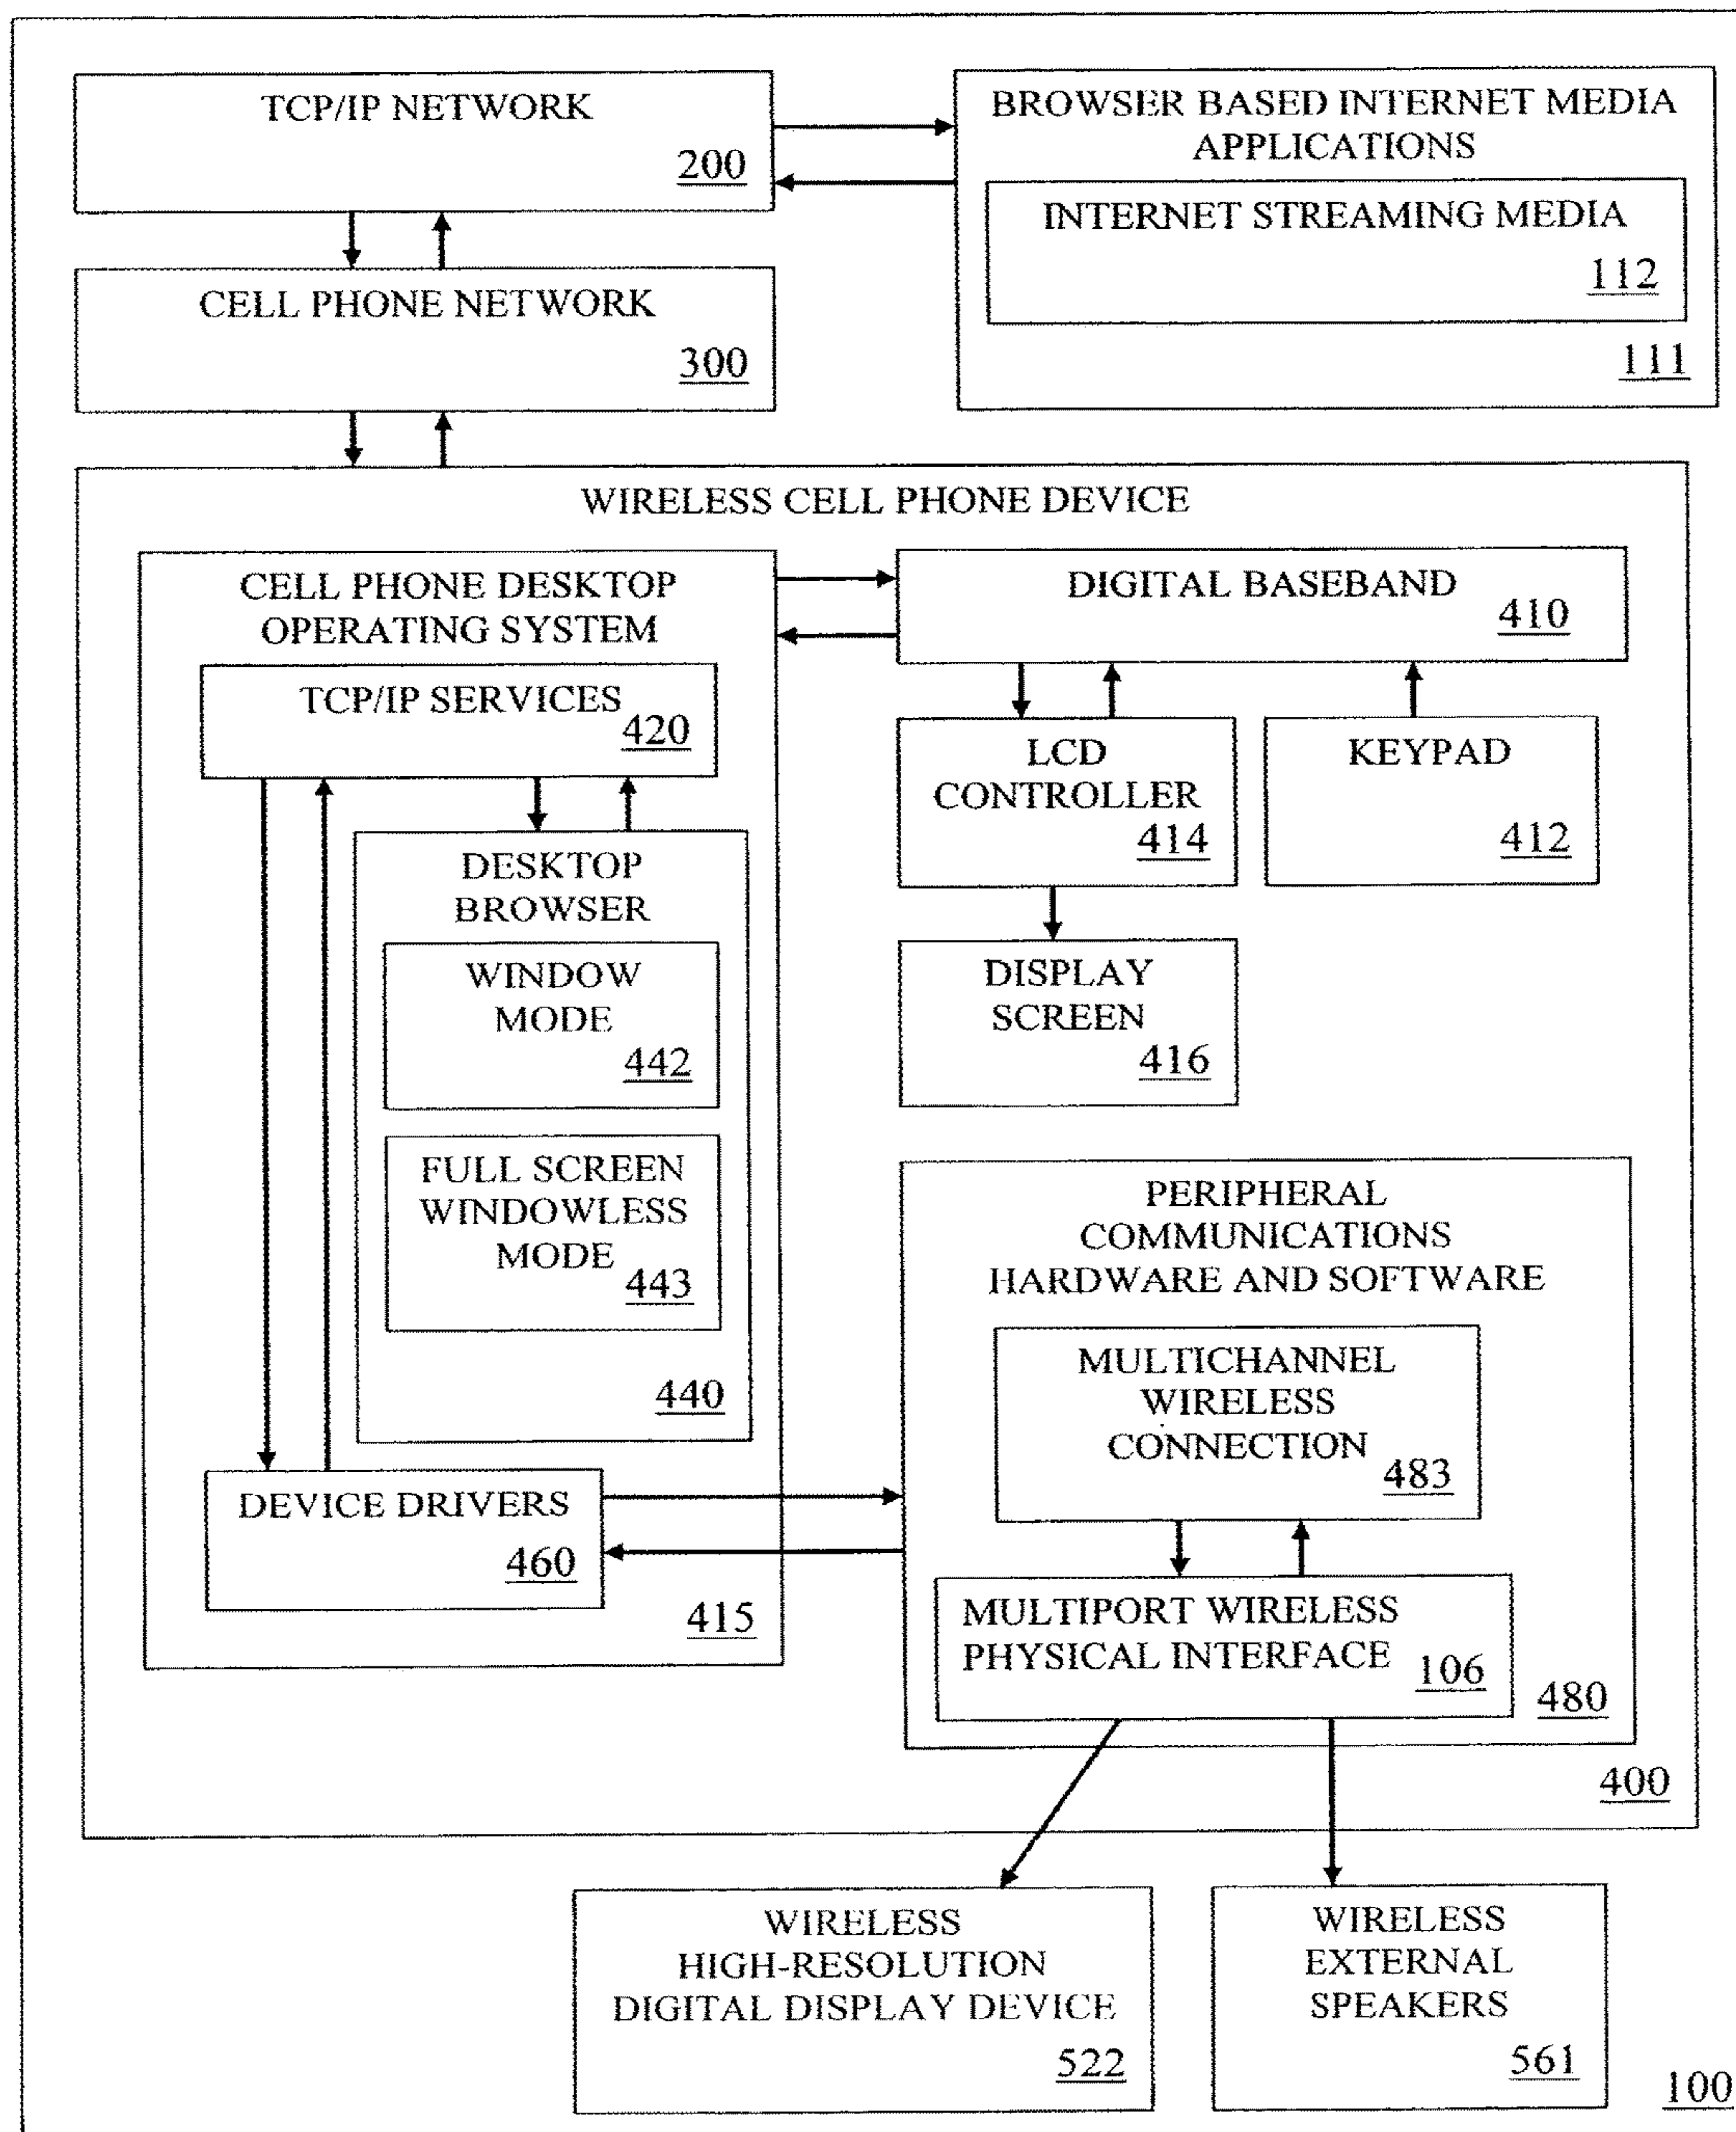 TCP/IP NETWORK
200
BROWSER BASED INTERNET MEDIA
APPLICATIONS
INTERNET STREAMING MEDIA
112
111
CELL PHONE NETWORK
300
WIRELESS CELL PHONE DEVICE
CELL PHONE DESKTOP
OPERATING SYSTEM
TCP/IP SERVICES
420
DESKTOP
BROWSER
WINDOW
MODE
442
FULL SCREEN
WINDOWLESS
MODE
443
440
DEVICE DRIVERS
460
415
DIGITAL BASEBAND
410
LCD
CONTROLLER
414
KEYPAD
412
DISPLAY
SCREEN
416
PERIPHERAL
COMMUNICATIONS
HARDWARE AND SOFTWARE
MULTICHANNEL
WIRELESS
CONNECTION
483
MULTIPORT WIRELESS
PHYSICAL INTERFACE
106
480
400
WIRELESS
HIGH-RESOLUTION
DIGITAL DISPLAY DEVICE
522
WIRELESS
EXTERNAL
SPEAKERS
561
100